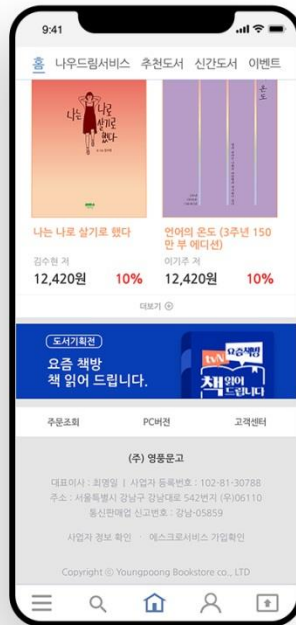 9:41
홈 나우드림서비스 추천도서 신간도서 이벤트
나는 나로
살기로
했다
온도
나는 나로 살기로 했다
언어의 온도 (3주년 150
만 부 에디션)
김수현 저
이기주 저
12,420원 10%
12,420원 10%
더보기
도서기획전
요즘 책방
책 읽어 드립니다.
tvN 요즘책방
책 읽어
드립니다
주문조회 PC버전 고객센터
(주) 영풍문고
대표이사 : 최영일 | 사업자 등록번호 : 102-81-30788
주소 : 서울특별시 강남구 강남대로 542번지 (우)06110
통신판매업 신고번호 : 강남-05859
사업자 정보 확인 · 에스크로서비스 가입확인
Copyright ⓒ Youngpoong Bookstore co., LTD